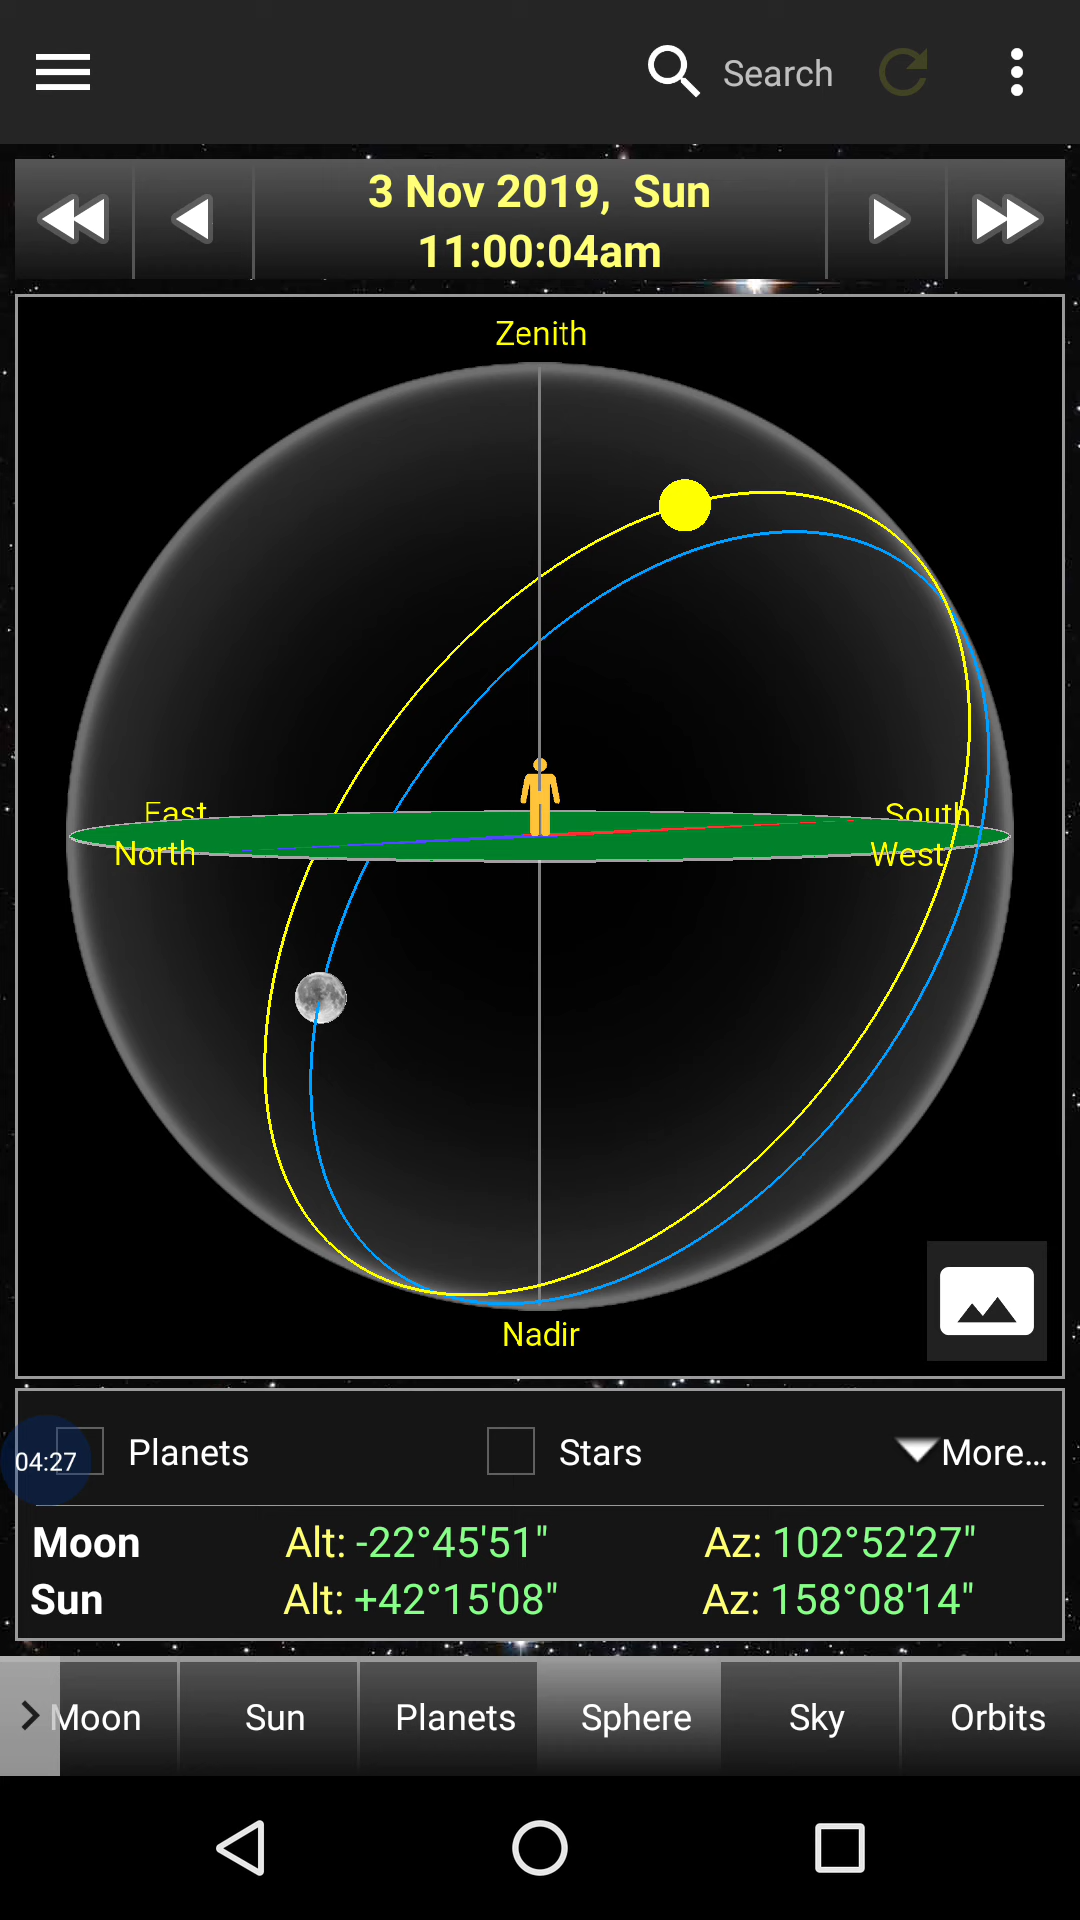 Search
3 Nov 2019,  Sun
11:00:04am
Zenith
East
South
North
West
Nadir
04:27
Planets
Stars
More...
Moon Alt: -22°45'51" Az: 102°52'27"
Sun Alt: +42°15'08" Az: 158°08'14"
Moon Sun Planets Sphere Sky Orbits